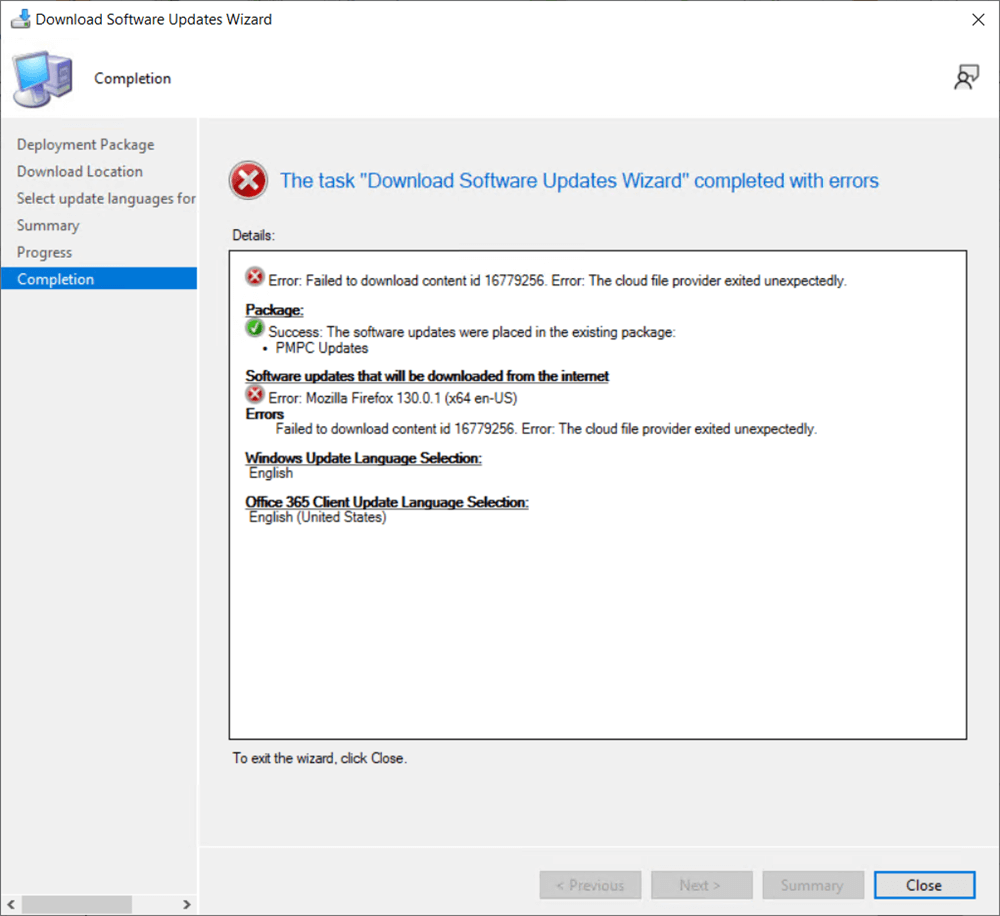 Download Software Updates Wizard
Completion
Deployment Package
Download Location
Select update languages for
Summary
Progress
Completion
The task "Download Software Updates Wizard" completed with errors
Details:
Error: Failed to download content id 16779256. Error: The cloud file provider exited unexpectedly.
Package:
Success: The software updates were placed in the existing package:
• PMPC Updates
Software updates that will be downloaded from the internet
Error: Mozilla Firefox 130.0.1 (x64 en-US)
Errors
Failed to download content id 16779256. Error: The cloud file provider exited unexpectedly.
Windows Update Language Selection:
English
Office 365 Client Update Language Selection:
English (United States)
To exit the wizard, click Close.
< Previous Next > Summary Close